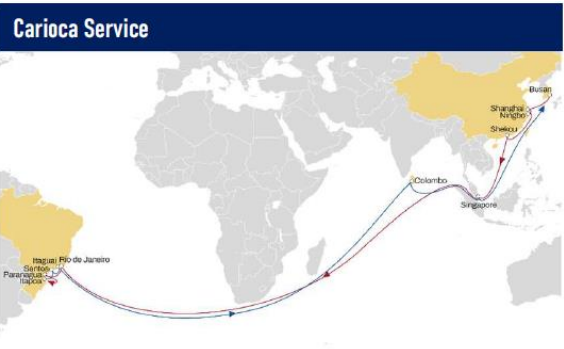 Carioca Service
Busan
Shanghai
Ningbo
Shekou
Colombo
Singapore
Itaguai Rio de Janeiro
Santos
Paranagua
Itapoa